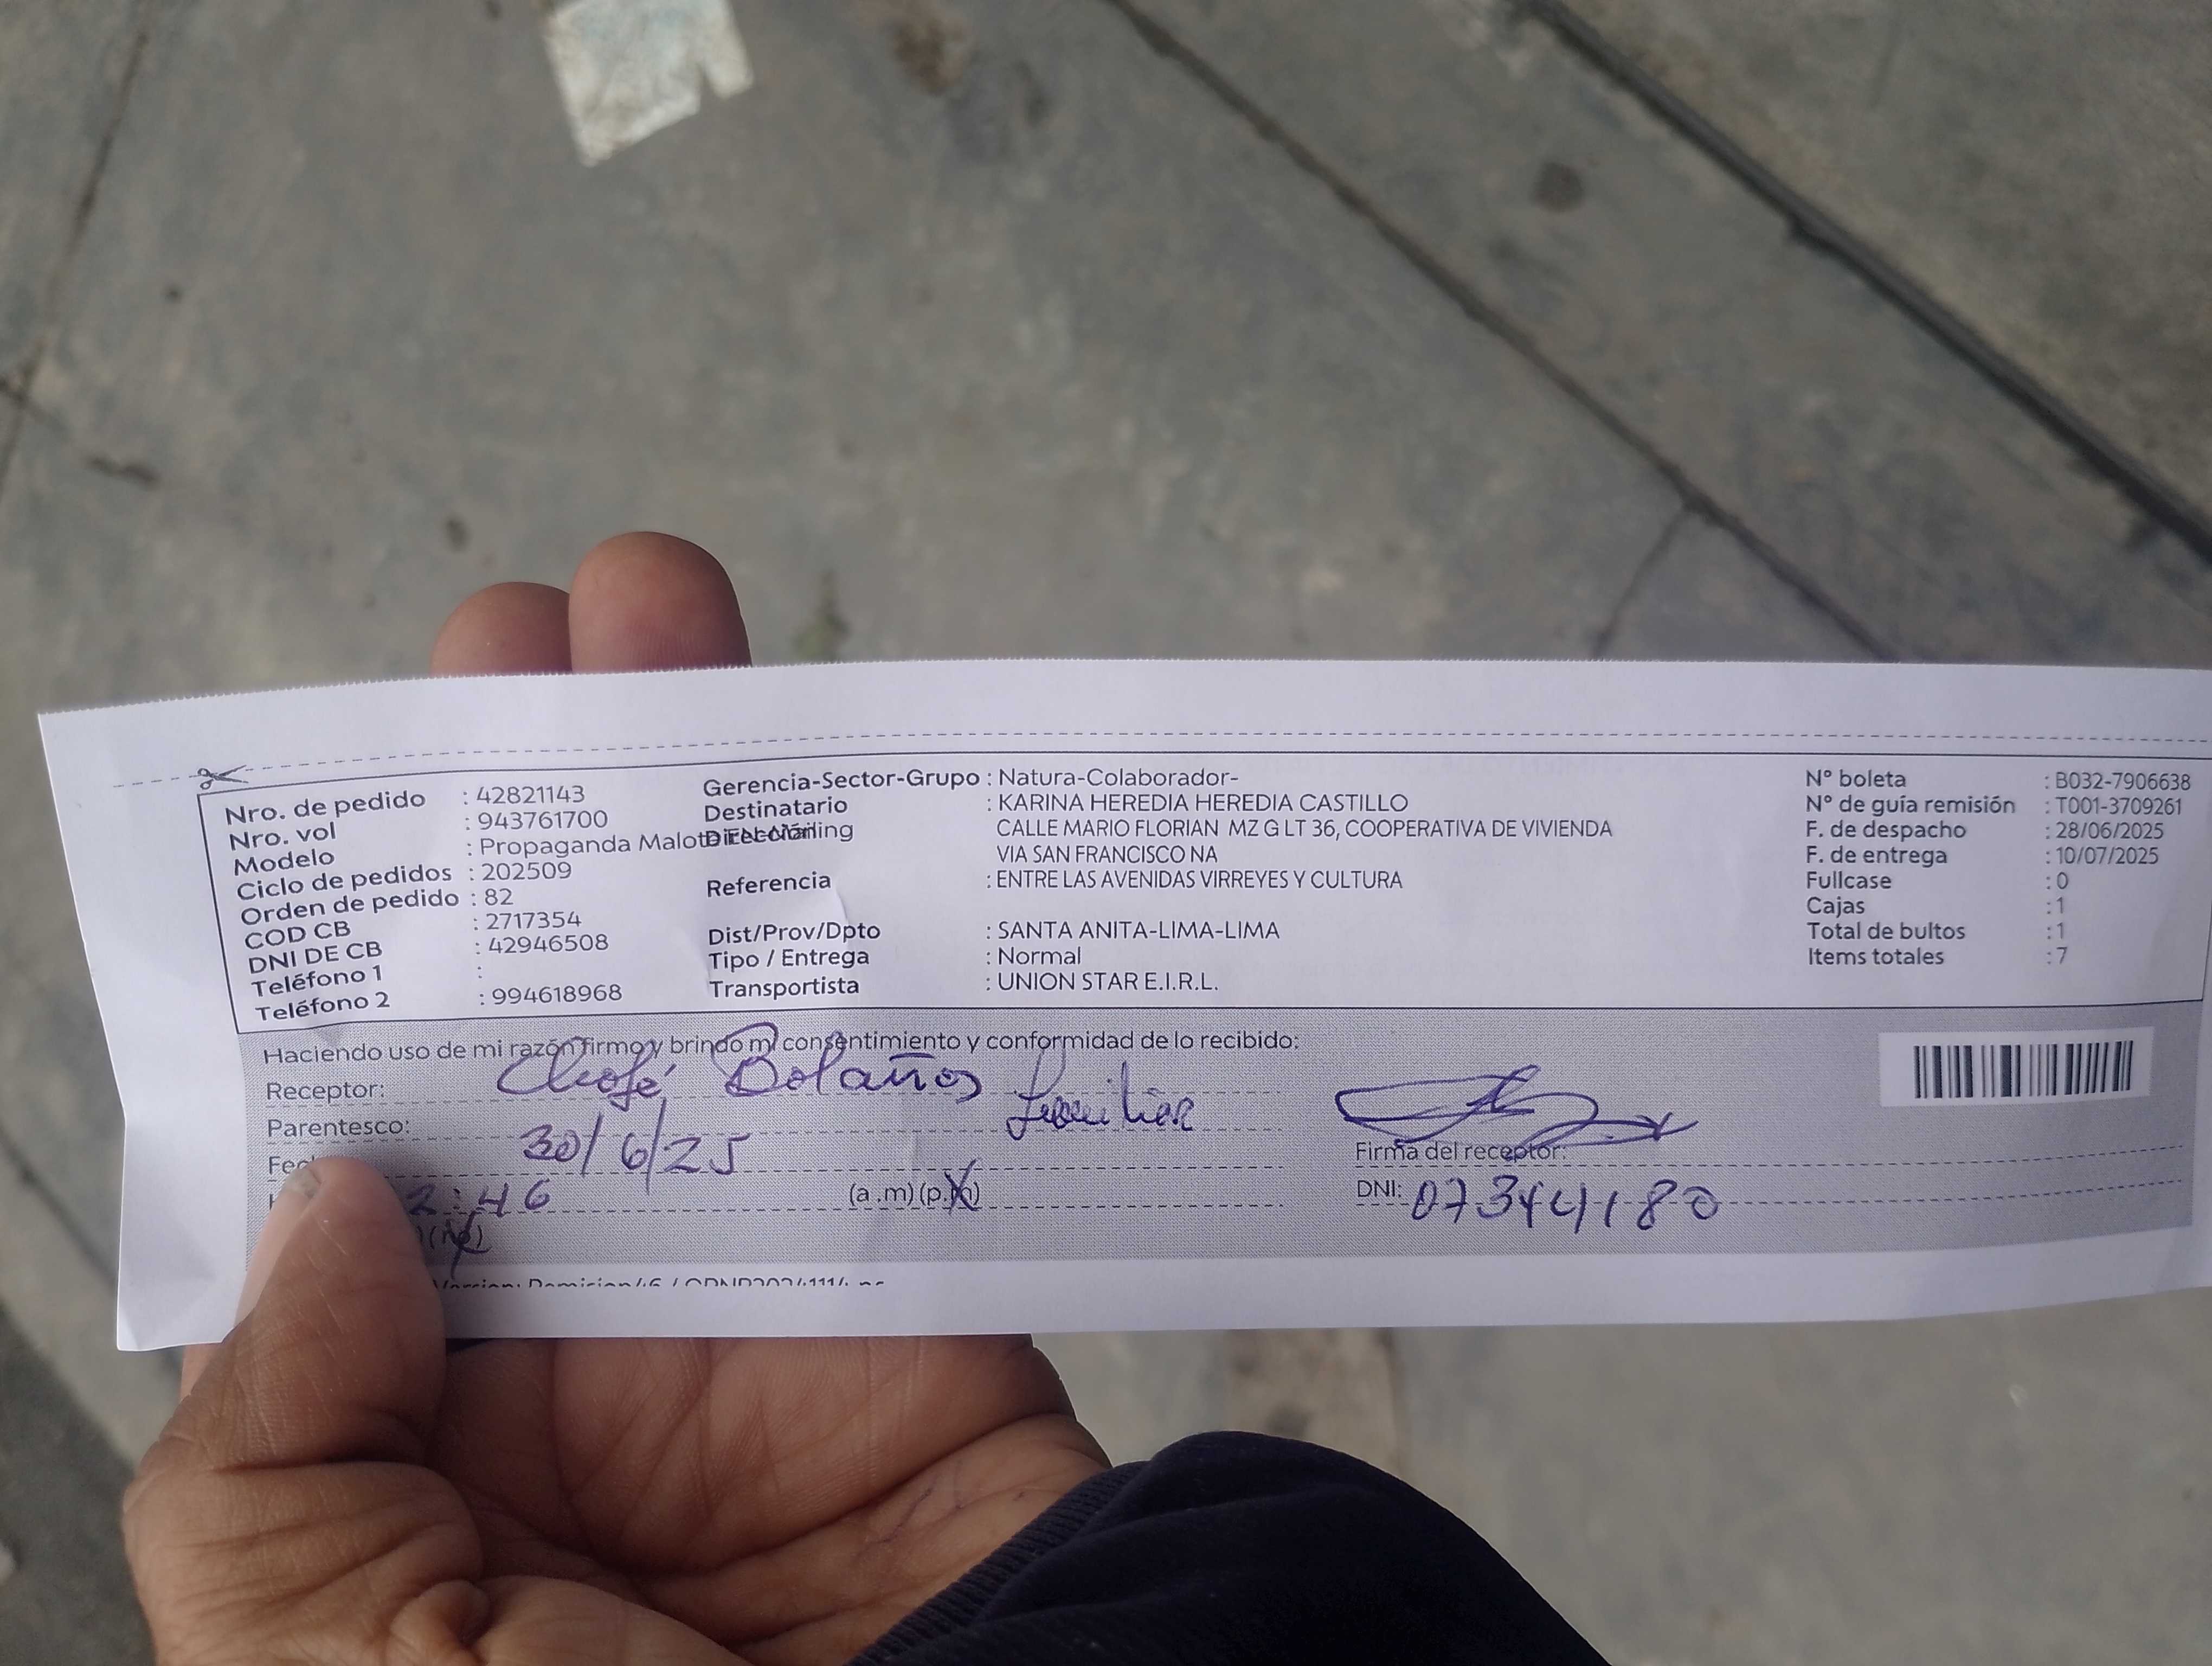 Nro. de pedido : 42821143
Nro. vol : 943761700
Modelo : Propaganda Malote EN-Mailing
Ciclo de pedidos : 202509
Orden de pedido : 82
COD CB : 2717354
DNI DE CB : 42946508
Teléfono 1 :
Teléfono 2 : 994618968
Gerencia-Sector-Grupo : Natura-Colaborador-
Destinatario : KARINA HEREDIA HEREDIA CASTILLO
Dirección CALLE MARIO FLORIAN MZ G LT 36, COOPERATIVA DE VIVIENDA
VIA SAN FRANCISCO NA
Referencia : ENTRE LAS AVENIDAS VIRREYES Y CULTURA
Dist/Prov/Dpto : SANTA ANITA-LIMA-LIMA
Tipo / Entrega : Normal
Transportista : UNION STAR E.I.R.L.
N° boleta : B032-7906638
N° de guía remisión : T001-3709261
F. de despacho : 28/06/2025
F. de entrega : 10/07/2025
Fullcase : 0
Cajas : 1
Total de bultos : 1
Items totales : 7
Haciendo uso de mi razón firmo y brindo mi consentimiento y conformidad de lo recibido:
Receptor: Bolaños
Parentesco: familiar
30/6/25
2:46 (a.m) (p.m)
(no)
Firma del receptor:
DNI: 07344180